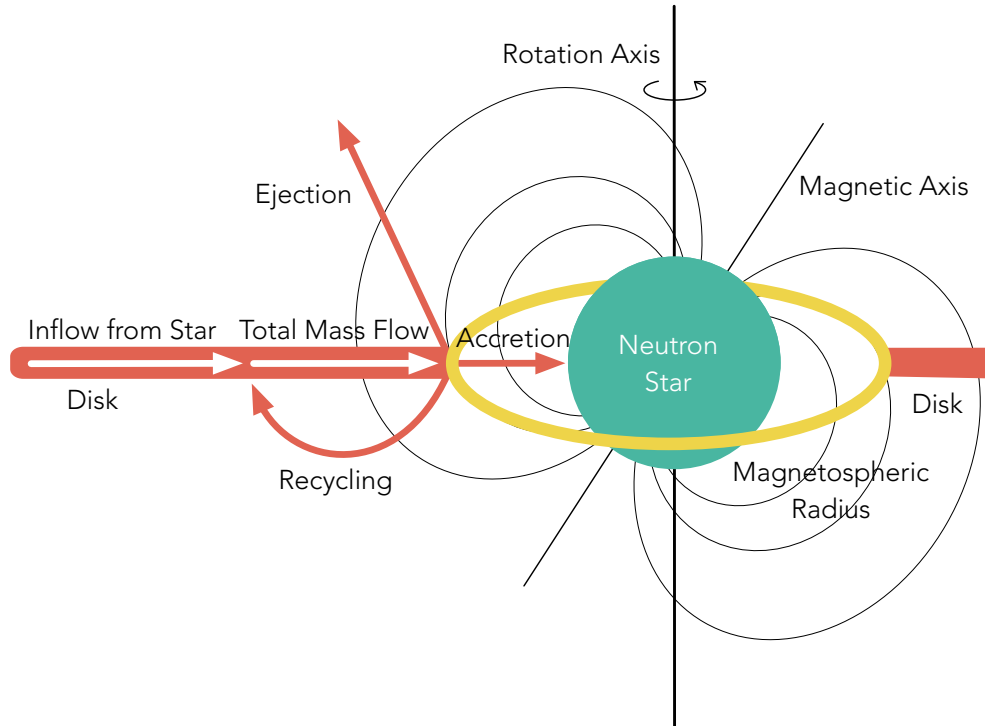 Rotation Axis
Magnetic Axis
Ejection
Inflow from Star
Total Mass Flow
Accretion
Neutron
Star
Disk
Disk
Recycling
Magnetospheric
Radius